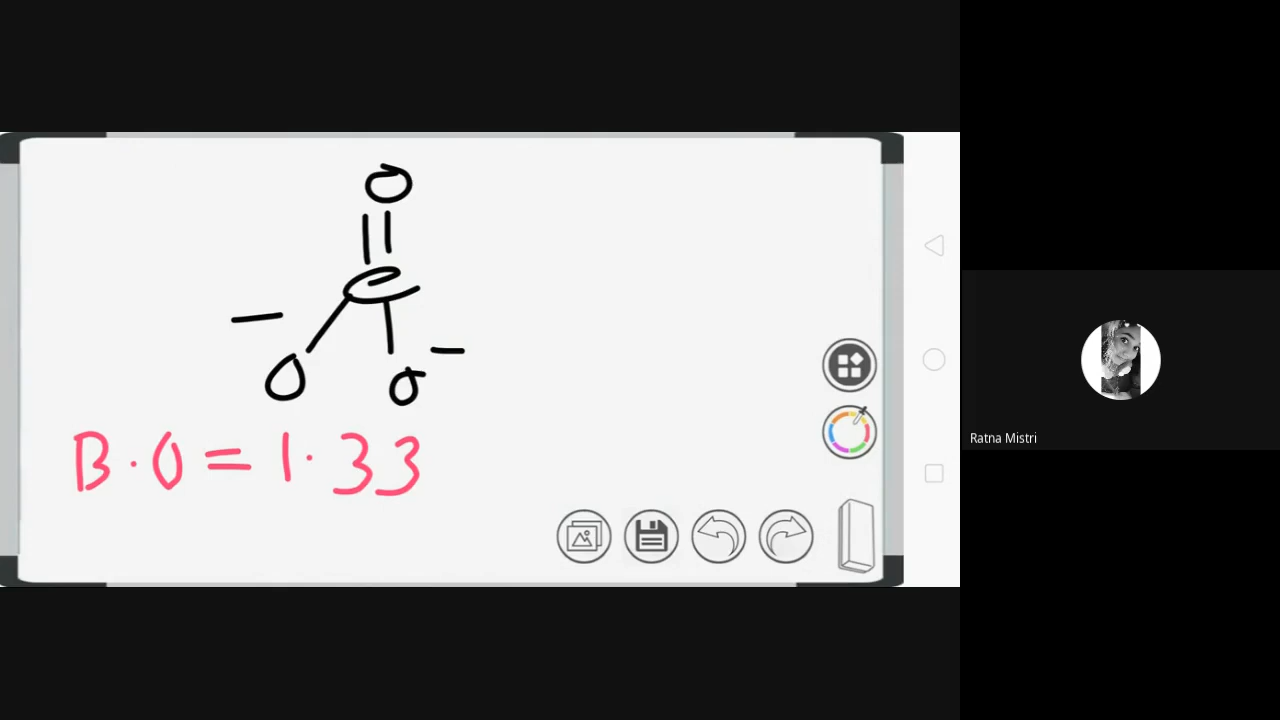 O
C
- O O -
B.O = 1.33
Ratna Mistri